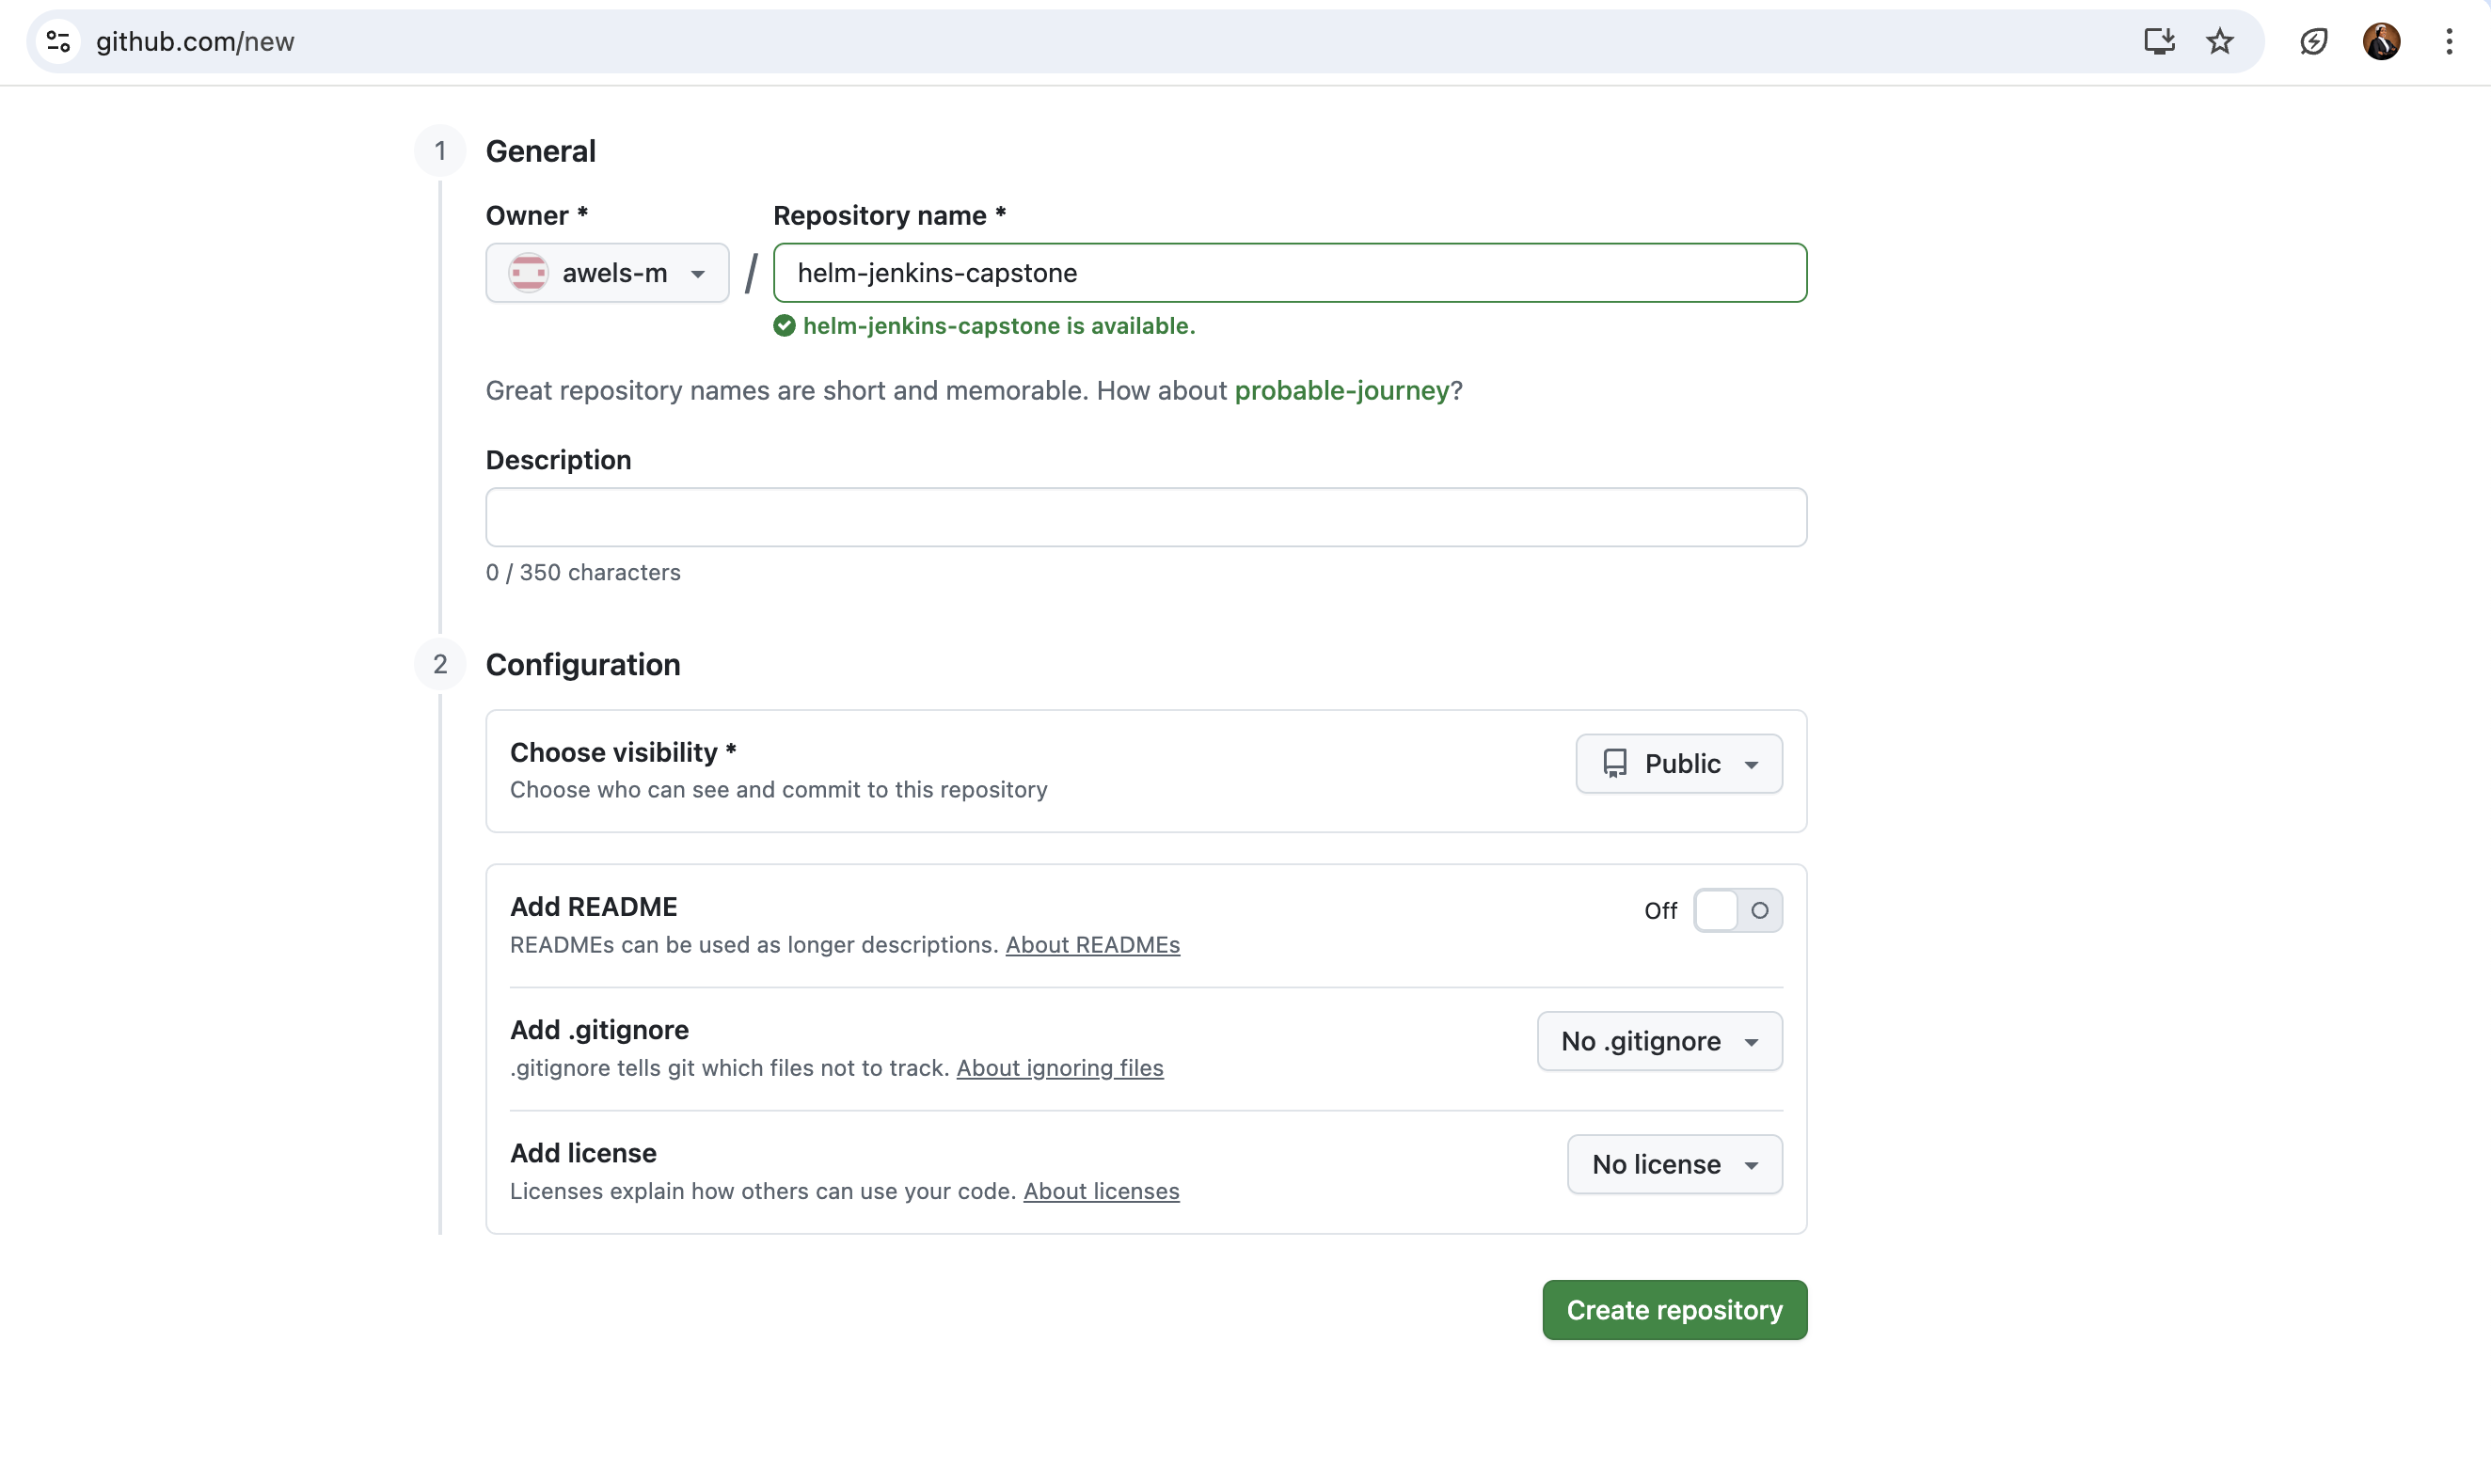 github.com/new
1 General
Owner * Repository name *
awels-m / helm-jenkins-capstone
helm-jenkins-capstone is available.
Great repository names are short and memorable. How about probable-journey?
Description
0 / 350 characters
2 Configuration
Choose visibility *
Choose who can see and commit to this repository
Public
Add README
READMEs can be used as longer descriptions. About READMEs
Off
Add .gitignore
.gitignore tells git which files not to track. About ignoring files
No .gitignore
Add license
Licenses explain how others can use your code. About licenses
No license
Create repository